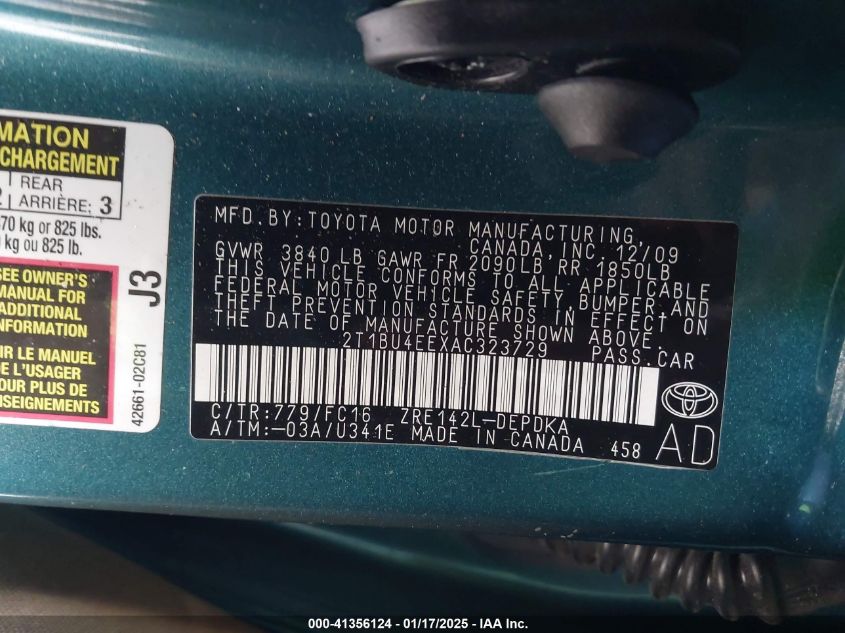 MATION
CHARGEMENT
REAR
ARRIÈRE: 3
70 kg or 825 lbs.
kg ou 825 lb.
SEE OWNER'S
MANUAL FOR
ADDITIONAL
INFORMATION
IR LE MANUEL
DE L'USAGER
PLUS DE
NSEIGNEMENTS
J3
42661-02C81
MFD. BY: TOYOTA MOTOR MANUFACTURING,
CANADA, INC. 12/09
GVWR 3840 LB GAWR FR 2090LB RR 1850LB
THIS VEHICLE CONFORMS TO ALL APPLICABLE
FEDERAL MOTOR VEHICLE SAFETY, BUMPER, AND
THEFT PREVENTION STANDARDS IN EFFECT ON
THE DATE OF MANUFACTURE SHOWN ABOVE.
2T1BU4EEXAC323729 PASS. CAR
C/TR: 779/FC16 ZRE142L-DEPDKA
A/TM: -03A/U341E MADE IN CANADA 458
AD
000-41356124 - 01/17/2025 - IAA Inc.